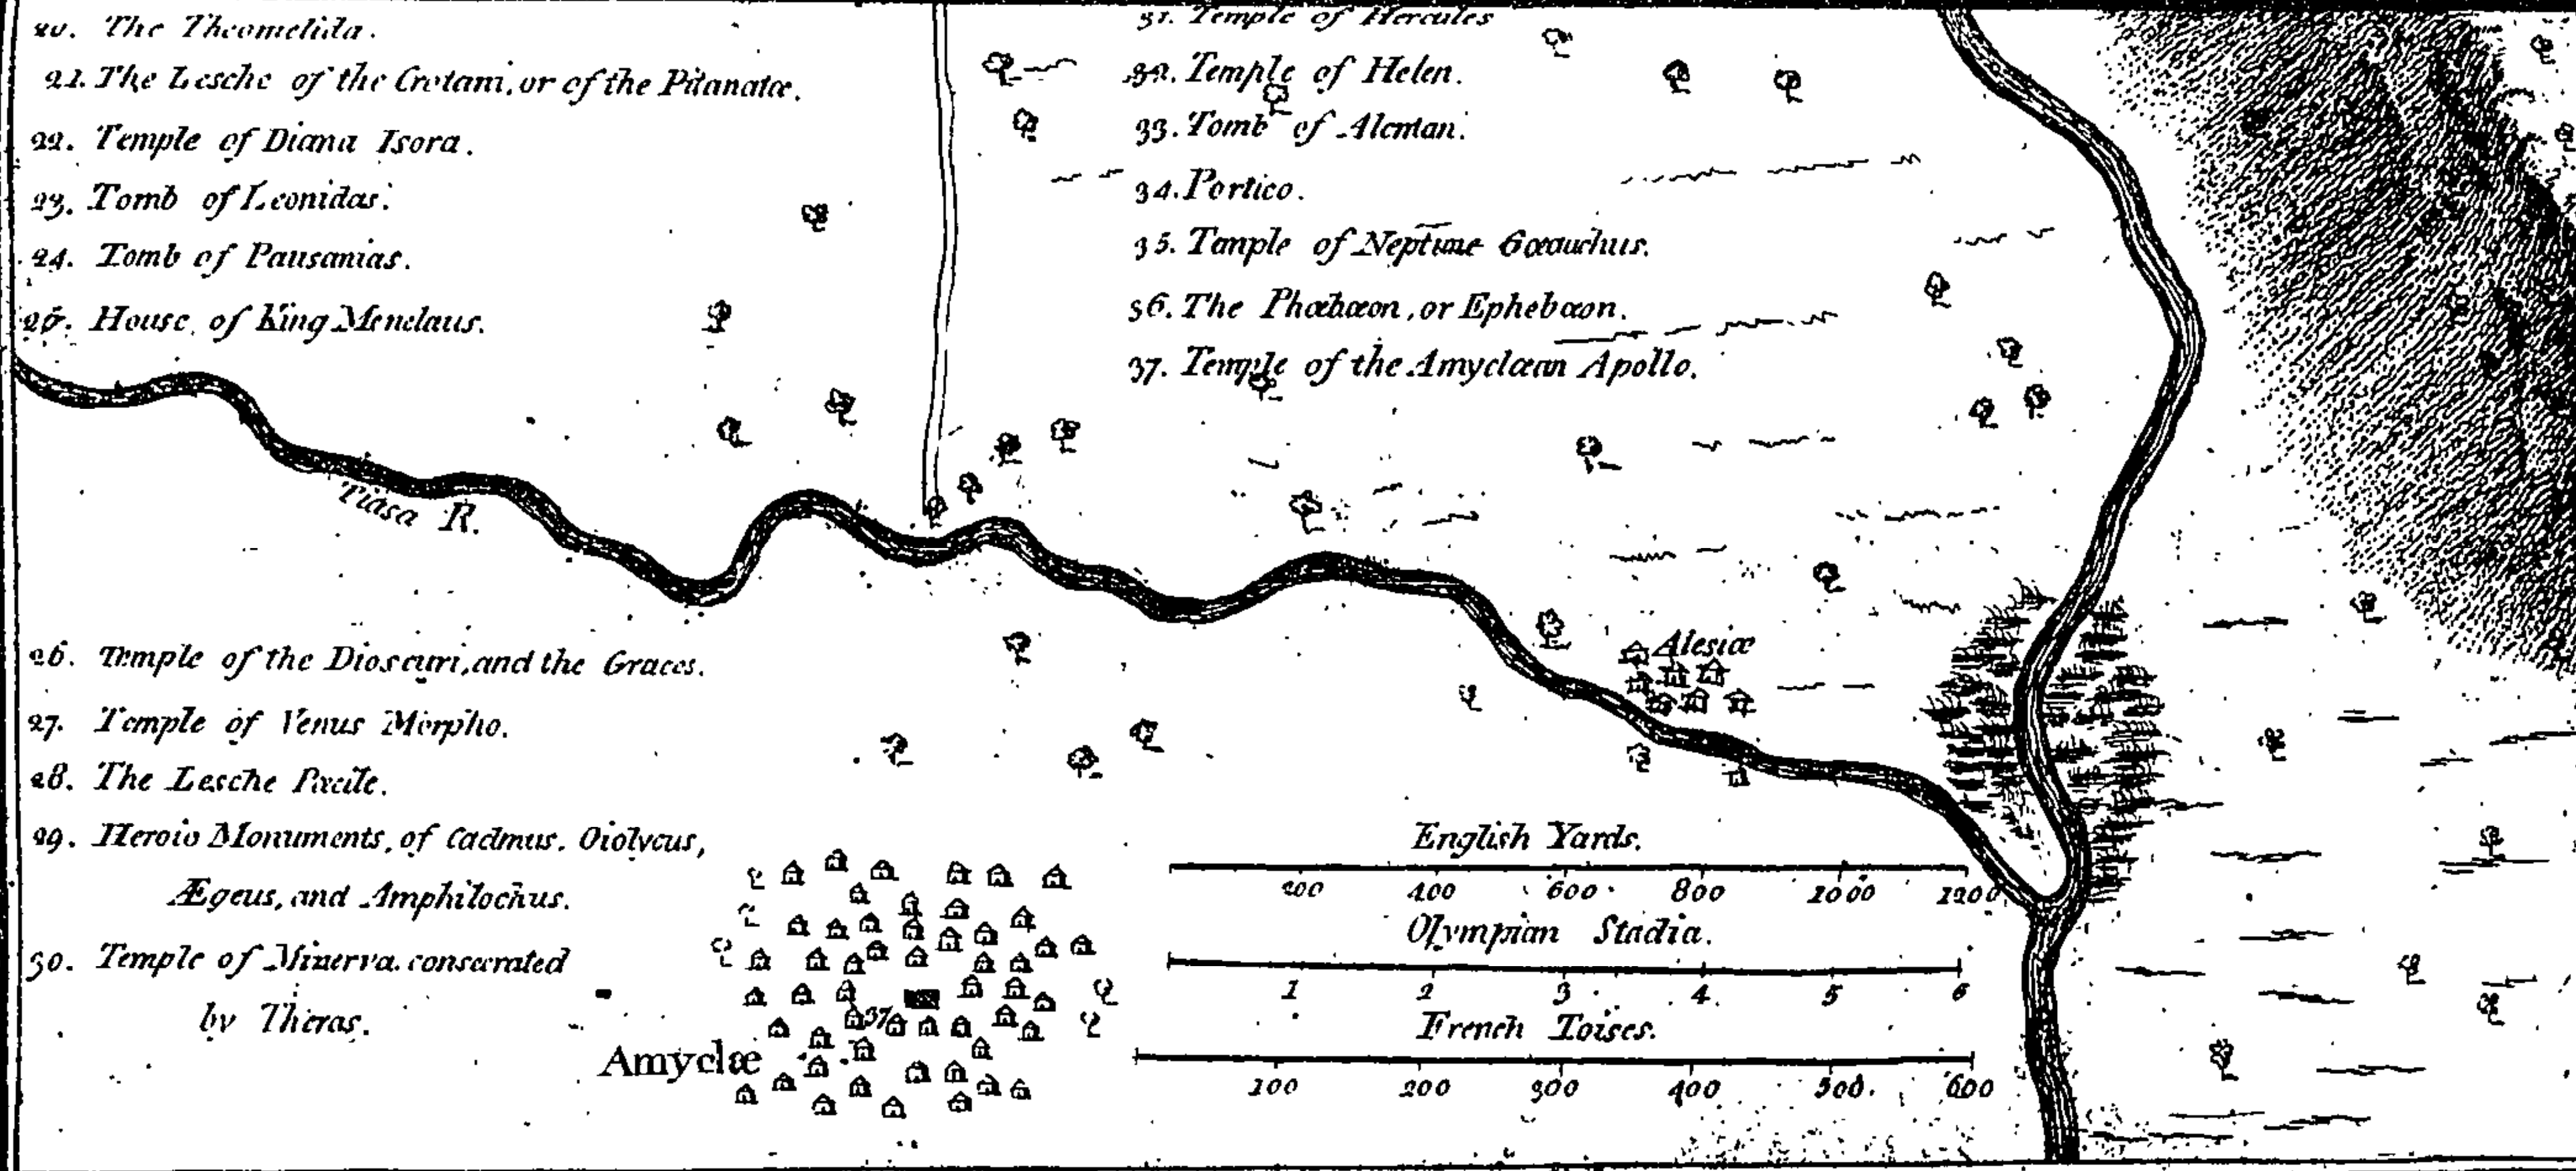 20. The Theomelida.
21. The Lesche of the Crotani, or of the Pitanatæ.
22. Temple of Diana Isora.
23. Tomb of Leonidas.
24. Tomb of Pausanias.
25. House of King Menelaus.
Tiasa R.
26. Temple of the Dioscuri, and the Graces.
27. Temple of Venus Morpho.
28. The Lesche Pœcile.
29. Heroic Monuments, of Cadmus. Oiolycus,
Ægeus, and Amphilochus.
30. Temple of Minerva consecrated
by Theras.
31. Temple of Hercules
32. Temple of Helen.
33. Tomb of Alcman.
34. Portico.
35. Temple of Neptune Gæauchus.
36. The Phœbæon, or Ephebæon.
37. Temple of the Amyclæan Apollo.
Alesiæ
37
Amyclæ
English Yards.
200 400 600 800 1000 1200
Olympian Stadia.
1 2 3 4 5 6
French Toises.
100 200 300 400 500 600